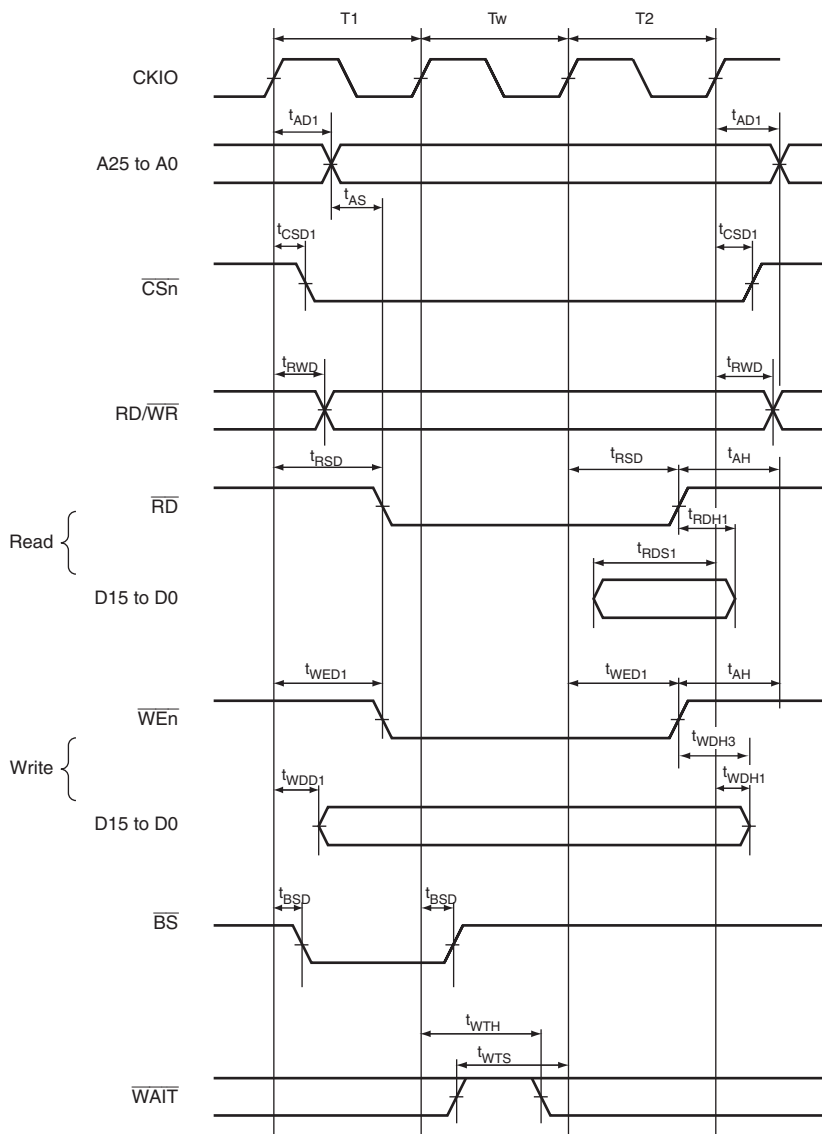 T1 Tw T2
CKIO
tAD1 tAD1
A25 to A0
tAS
tCSD1 tCSD1
CSn
tRWD tRWD
RD/WR
tRSD tRSD tAH
RD
tRDH1
Read
tRDS1
D15 to D0
tWED1 tWED1 tAH
WEn
tWDH3
Write
tWDD1 tWDH1
D15 to D0
tBSD tBSD
BS
tWTH
tWTS
WAIT